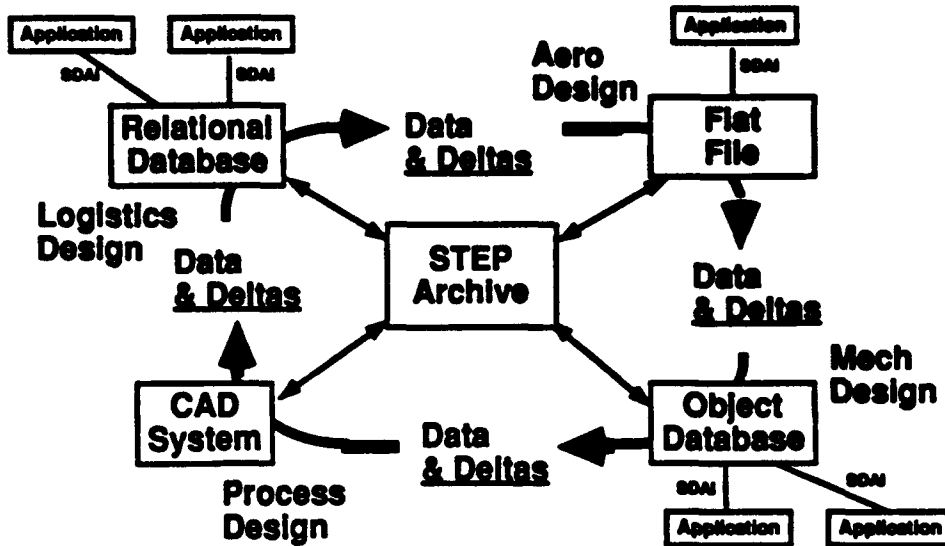 Application
Application
Application
SDAI
SDAI
SDAI
Aero
Design
Relational
Database
Data
& Deltas
Flat
File
Logistics
Design
STEP
Archive
Data
& Deltas
Data
& Deltas
Mech
Design
CAD
System
Data
& Deltas
Object
Database
Process
Design
SDAI
SDAI
Application
Application